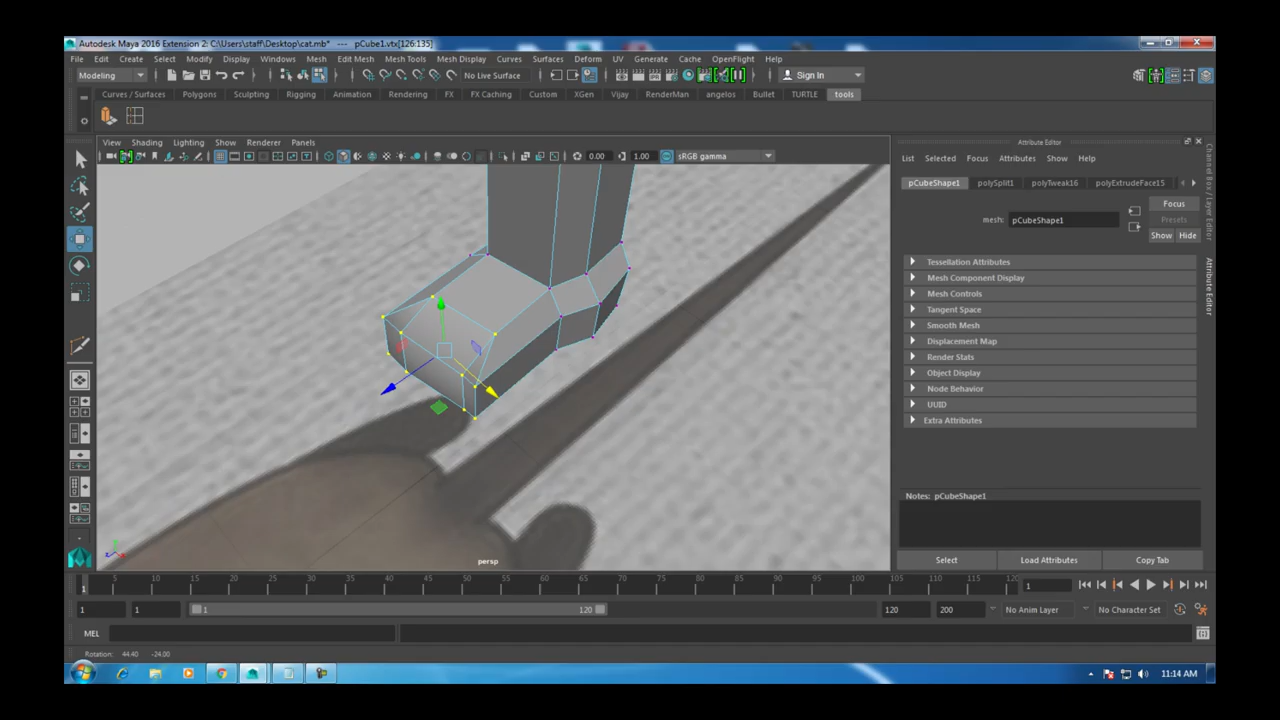 Autodesk Maya 2016 Extension 2: C:\Users\staff\Desktop\cat.mb* --- pCube1.vtx[126:135]
File Edit Create Select Modify Display Windows Mesh Edit Mesh Mesh Tools Mesh Display Curves Surfaces Deform UV Generate Cache OpenFlight Help
Modeling No Live Surface Sign In
Curves / Surfaces Polygons Sculpting Rigging Animation Rendering FX FX Caching Custom XGen Vijay RenderMan angelos Bullet TURTLE tools
View Shading Lighting Show Renderer Panels
0.00 1.00 sRGB gamma
Attribute Editor
List Selected Focus Attributes Show Help
pCubeShape1 polySplit1 polyTweak16 polyExtrudeFace15
Focus
mesh: pCubeShape1
Presets
Show Hide
Tessellation Attributes
Mesh Component Display
Mesh Controls
Tangent Space
Smooth Mesh
Displacement Map
Render Stats
Object Display
Node Behavior
UUID
Extra Attributes
Notes: pCubeShape1
Select Load Attributes Copy Tab
Channel Box / Layer Editor
Attribute Editor
persp
5 10 15 20 25 30 35 40 45 50 55 60 65 70 75 80 85 90 95 100 105 110 115 120
1 1
1 1 1 120 120 200 No Anim Layer No Character Set
MEL
Rotation: 44.40 -24.00
11:14 AM